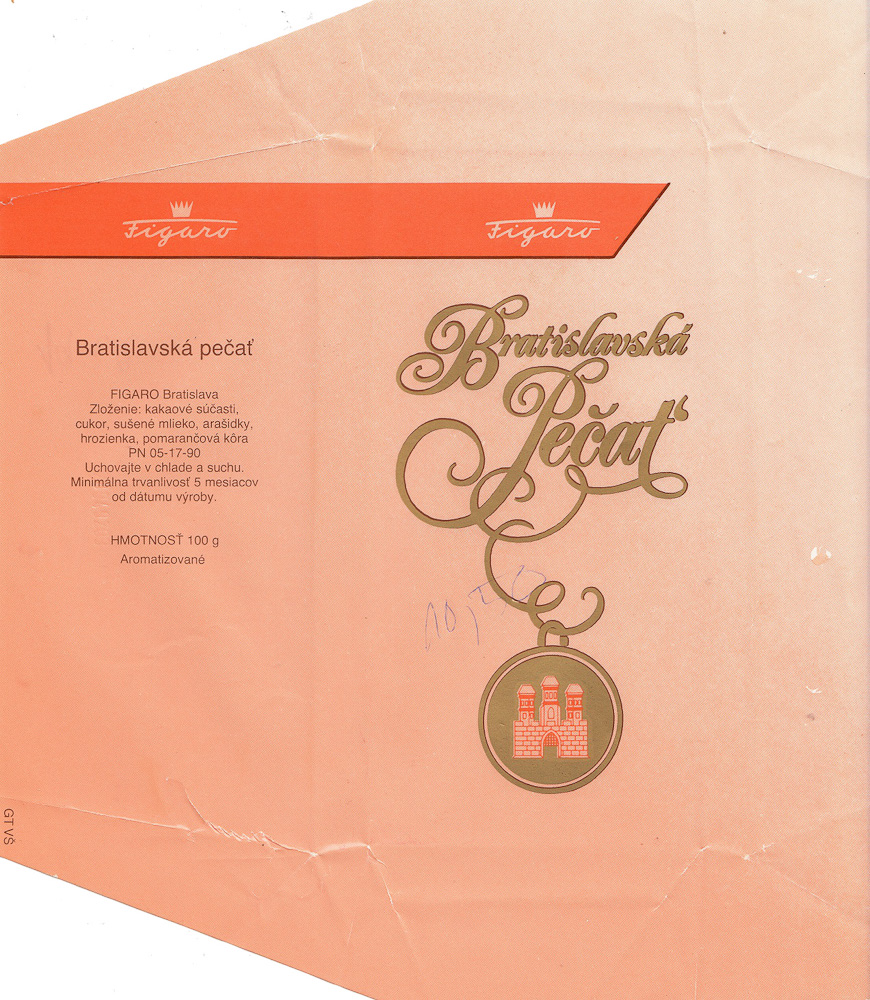 Figaro
Figaro
Bratislavská
Pečať
Bratislavská pečať
FIGARO Bratislava
Zloženie: kakaové súčasti,
cukor, sušené mlieko, arašidky,
hrozienka, pomarančová kôra
PN 05-17-90
Uchovajte v chlade a suchu.
Minimálna trvanlivosť 5 mesiacov
od dátumu výroby.
HMOTNOSŤ 100 g
Aromatizované
GT VŠ